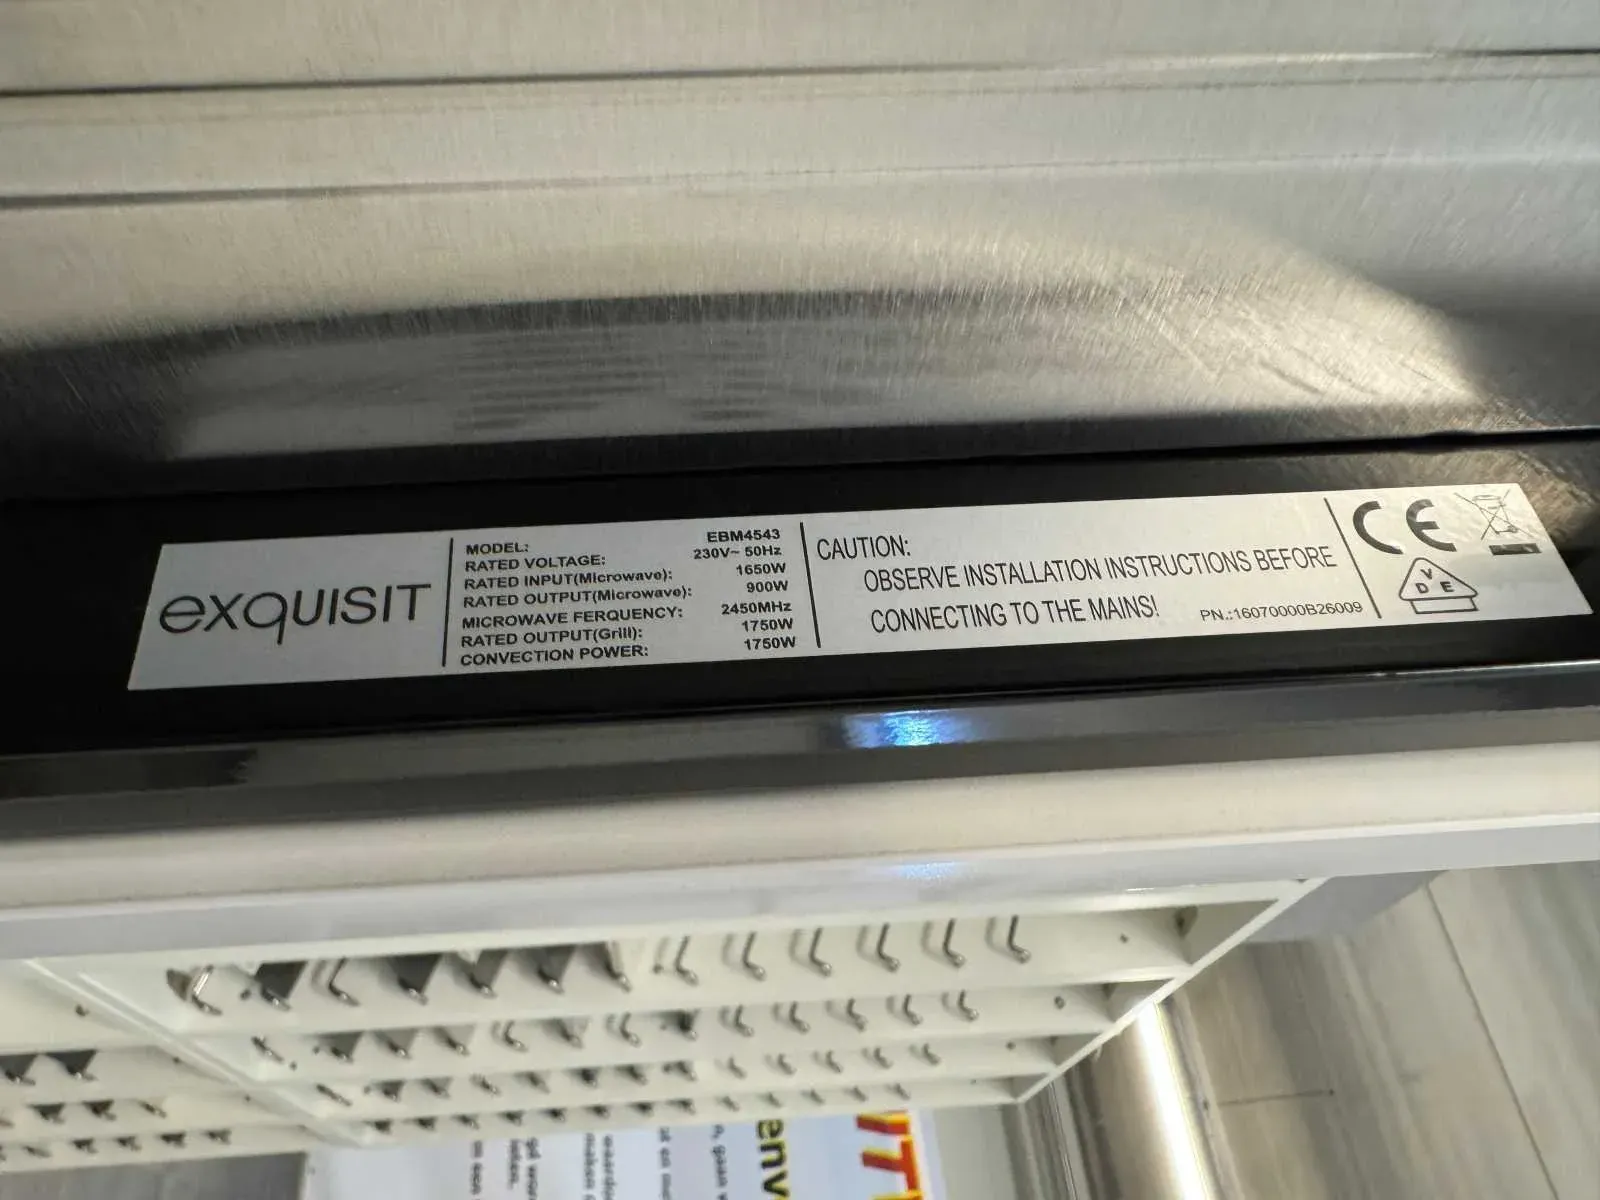 exquisit
MODEL: EBM4543
RATED VOLTAGE: 230V~ 50Hz
RATED INPUT(Microwave): 1650W
RATED OUTPUT(Microwave): 900W
MICROWAVE FERQUENCY: 2450MHz
RATED OUTPUT(Grill): 1750W
CONVECTION POWER: 1750W
CAUTION:
OBSERVE INSTALLATION INSTRUCTIONS BEFORE
CONNECTING TO THE MAINS!
PN.:16070000B26009
CE
VDE